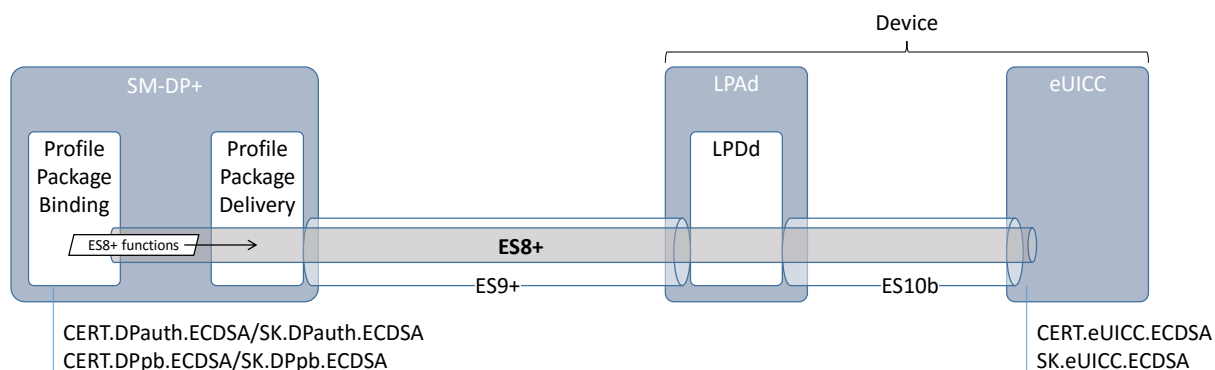 Device
SM-DP+
LPAd
eUICC
Profile
Package
Binding
Profile
Package
Delivery
LPDd
ES8+ functions
ES8+
ES9+
ES10b
CERT.DPauth.ECDSA/SK.DPauth.ECDSA
CERT.DPpb.ECDSA/SK.DPpb.ECDSA
CERT.eUICC.ECDSA
SK.eUICC.ECDSA